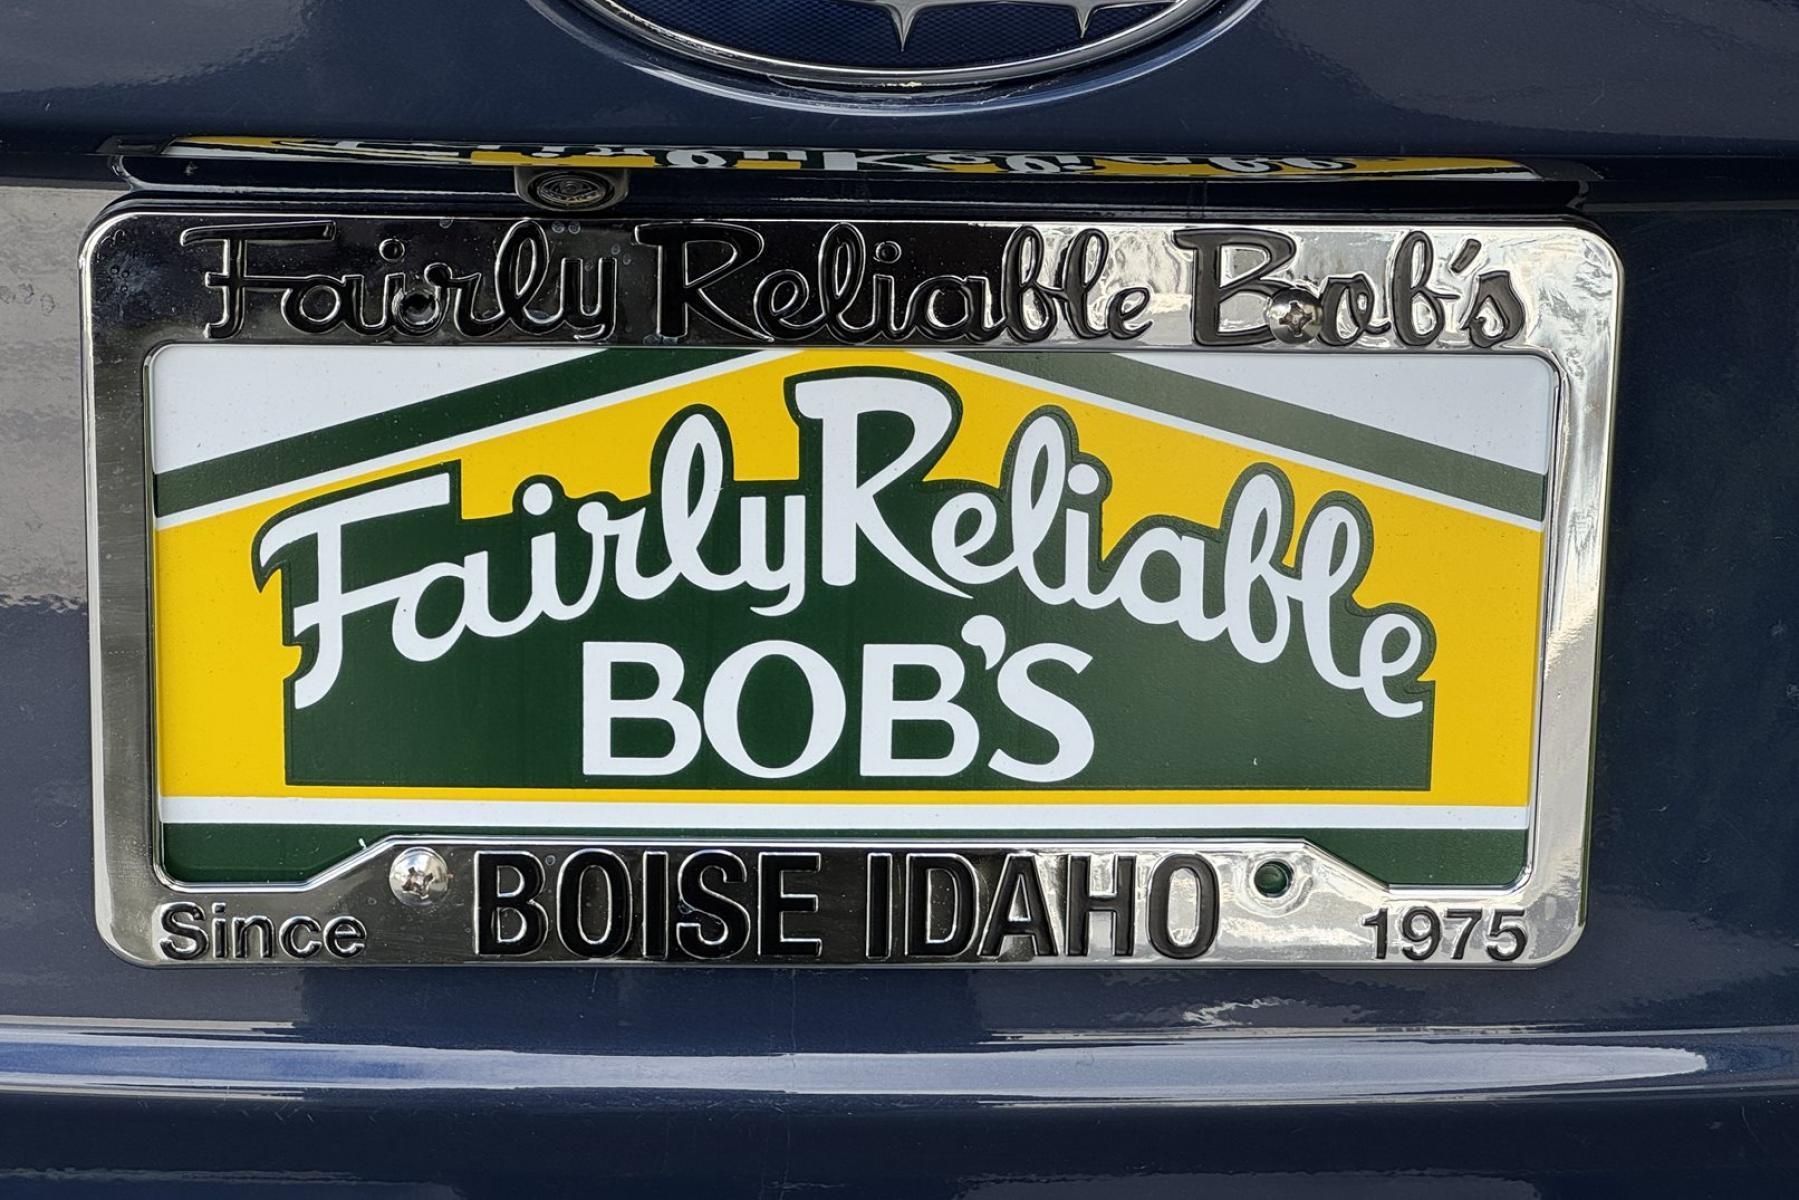 Fairly Reliable Bob's
Fairly Reliable
BOB'S
Since BOISE IDAHO 1975